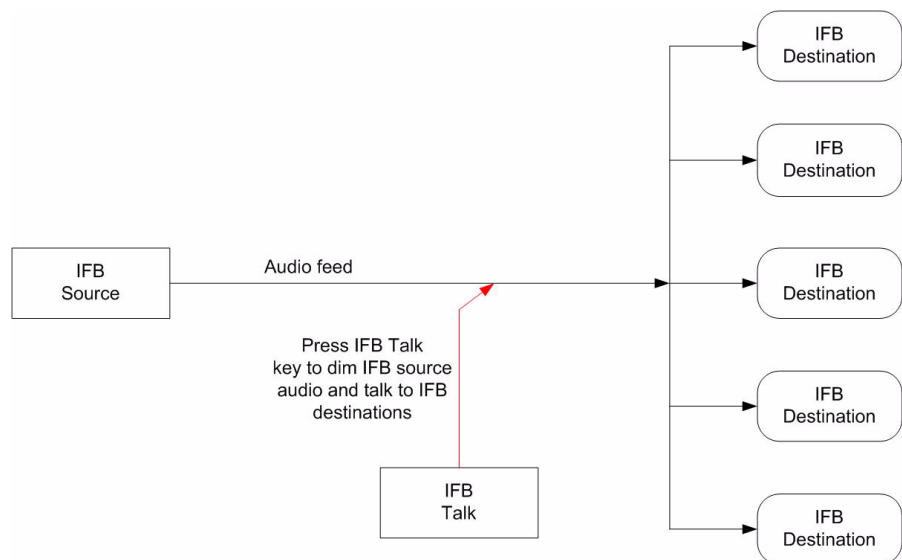 IFB
Destination
IFB
Destination
IFB
Source
Audio feed
IFB
Destination
Press IFB Talk
key to dim IFB source
audio and talk to IFB
destinations
IFB
Destination
IFB
Talk
IFB
Destination